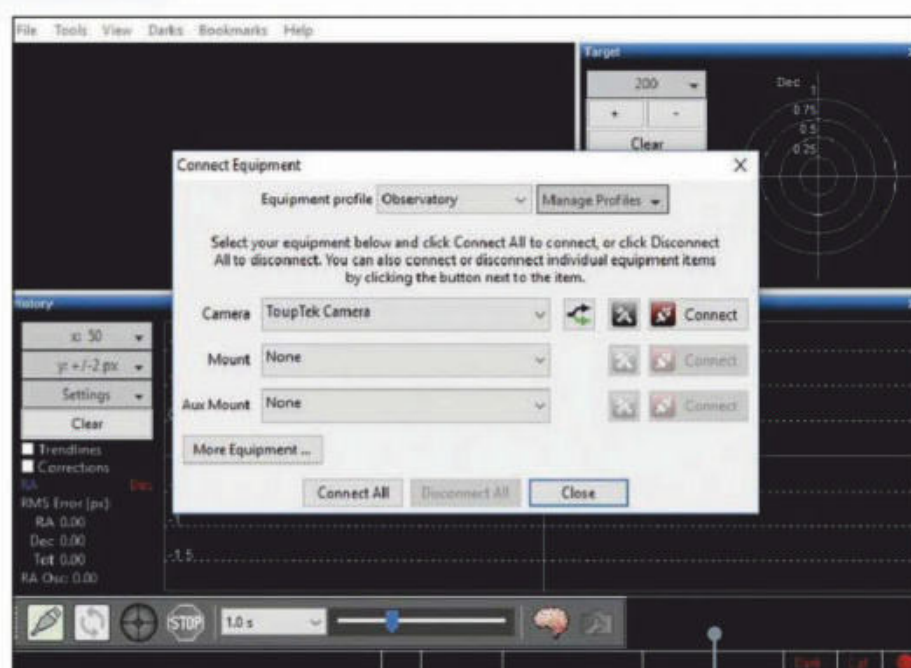 File Tools View Darks Bookmarks Help
Target
200
+ -
Clear
Dec
1
0.75
0.5
0.25
Connect Equipment
Equipment profile Observatory Manage Profiles
Select your equipment below and click Connect All to connect, or click Disconnect
All to disconnect. You can also connect or disconnect individual equipment items
by clicking the button next to the item.
Camera ToupTek Camera Connect
Mount None Connect
Aux Mount None Connect
More Equipment ...
Connect All Disconnect All Close
History
x: 50
y: +/-2 px
Settings
Clear
Trendlines
Corrections
RA Dec
RMS Error [px]:
RA 0.00
Dec 0.00
Tot 0.00
RA Osc: 0.00
-1
-1.5
STOP 1.0 s